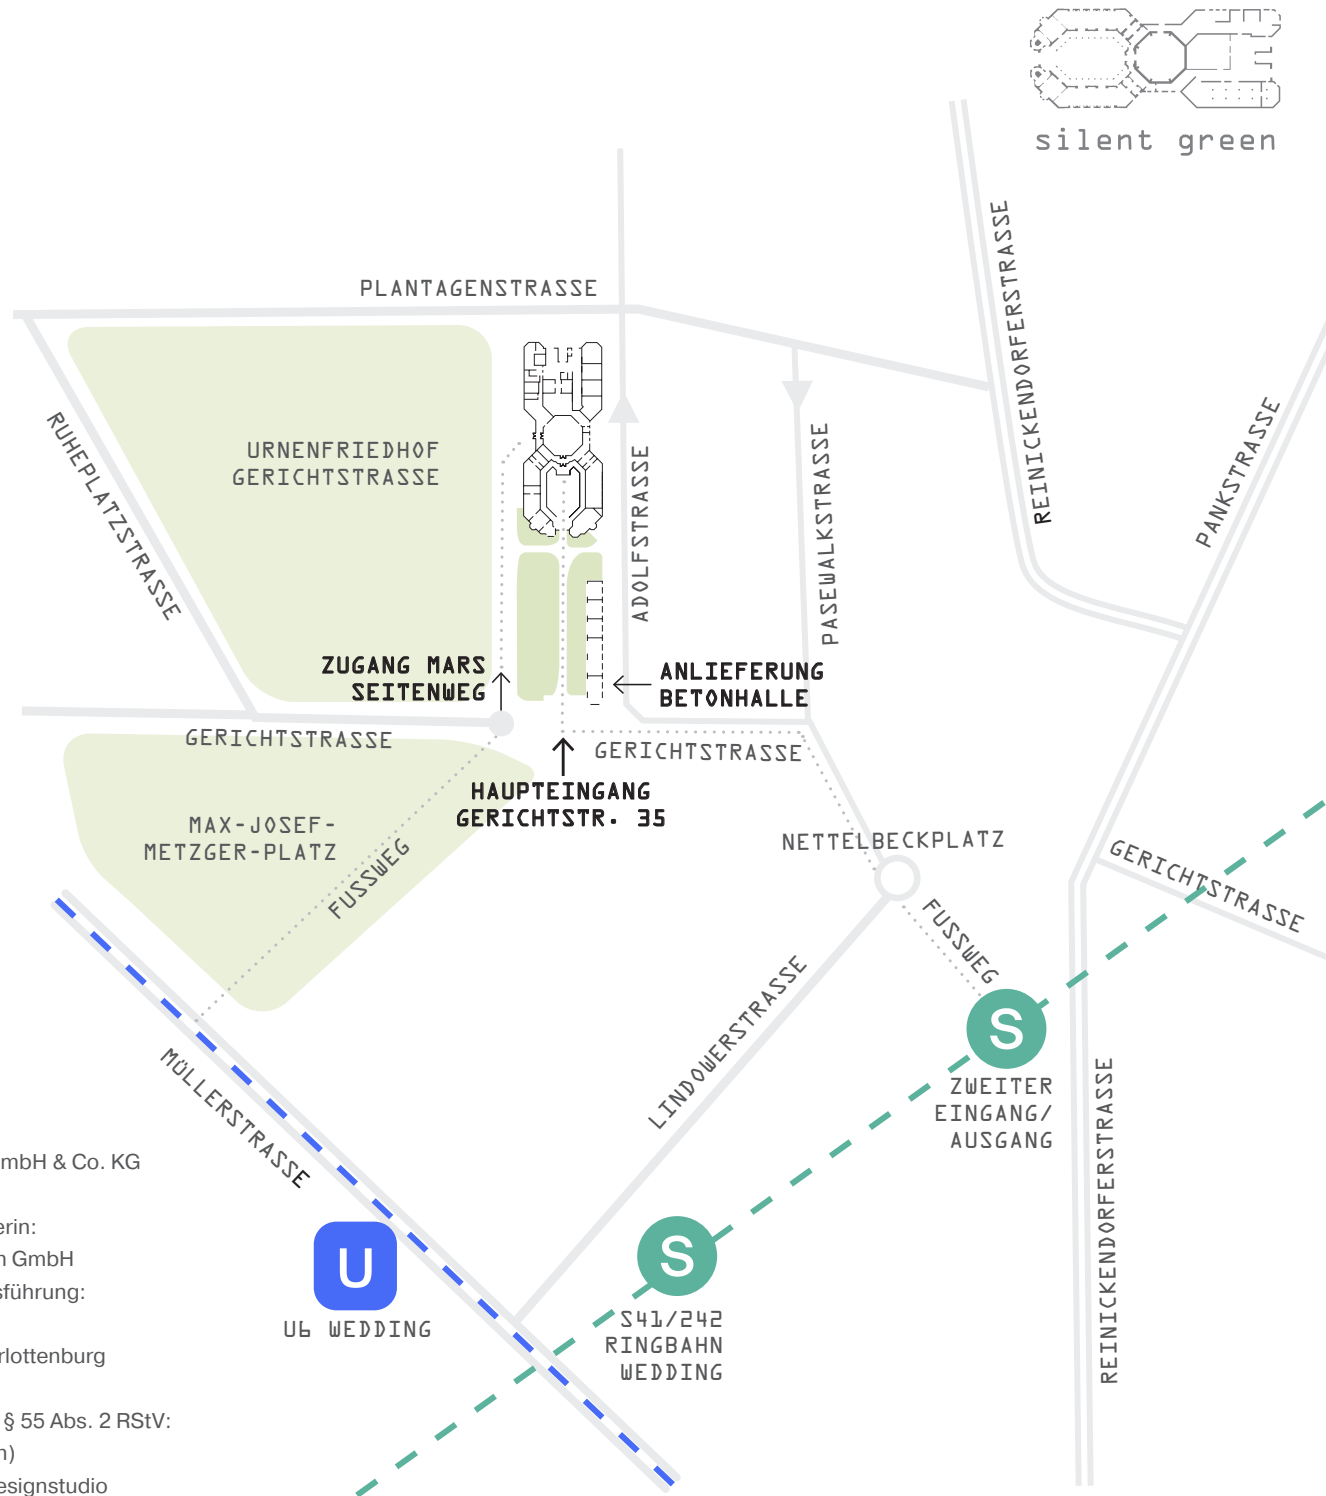 silent green
PLANTAGENSTRASSE
REINICKENDORFERSTRASSE
PANKSTRASSE
RUHEPLATZSTRASSE
URNENFRIEDHOF
GERICHTSTRASSE
ADOLFSTRASSE
PASEWALKSTRASSE
ZUGANG MARS
SEITENWEG
ANLIEFERUNG
BETONHALLE
GERICHTSTRASSE
GERICHTSTRASSE
HAUPTEINGANG
GERICHTSTR. 35
MAX-JOSEF-
METZGER-PLATZ
FUSSWEG
NETTELBECKPLATZ
GERICHTSTRASSE
FUSSWEG
S
ZWEITER
EINGANG/
AUSGANG
LINDOWERSTRASSE
MÜLLERSTRASSE
REINICKENDORFERSTRASSE
U
U6 WEDDING
S
S41/242
RINGBAHN
WEDDING
mbH & Co. KG
erin:
n GmbH
sführung:
rlottenburg
§ 55 Abs. 2 RStV:
n)
esignstudio